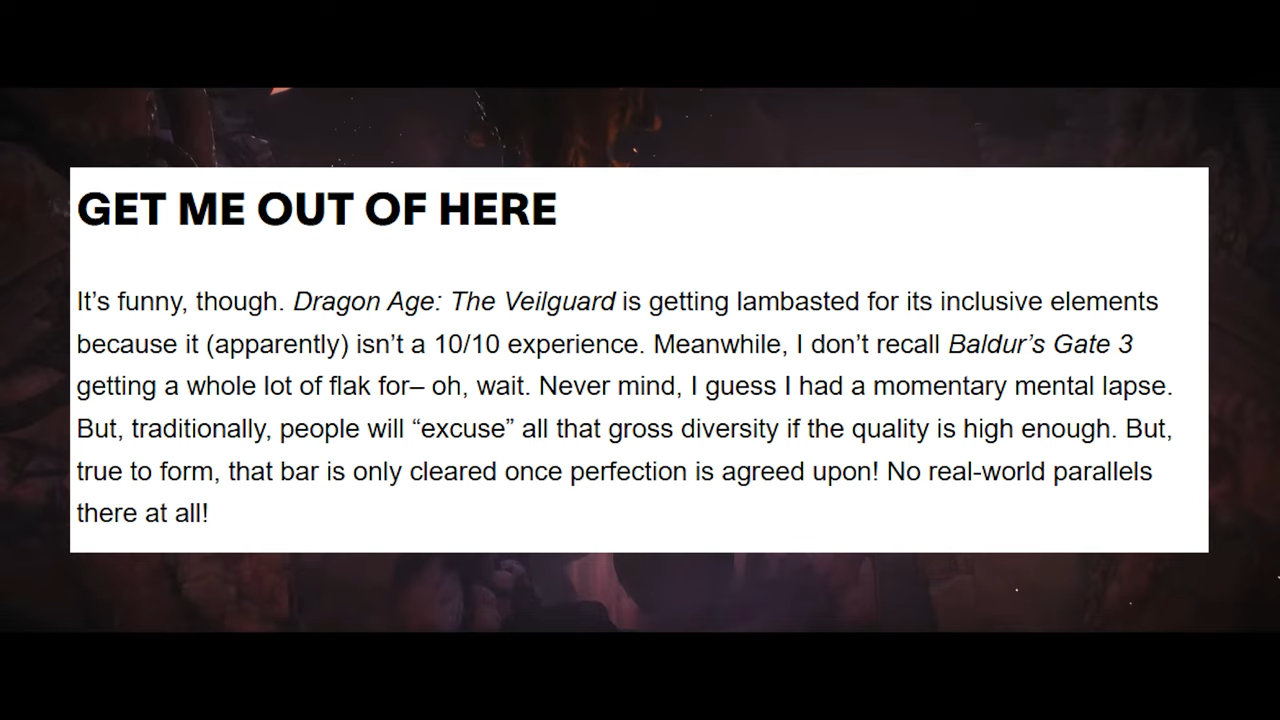 GET ME OUT OF HERE
It’s funny, though. Dragon Age: The Veilguard is getting lambasted for its inclusive elements
because it (apparently) isn’t a 10/10 experience. Meanwhile, I don’t recall Baldur’s Gate 3
getting a whole lot of flak for– oh, wait. Never mind, I guess I had a momentary mental lapse.
But, traditionally, people will “excuse” all that gross diversity if the quality is high enough. But,
true to form, that bar is only cleared once perfection is agreed upon! No real-world parallels
there at all!